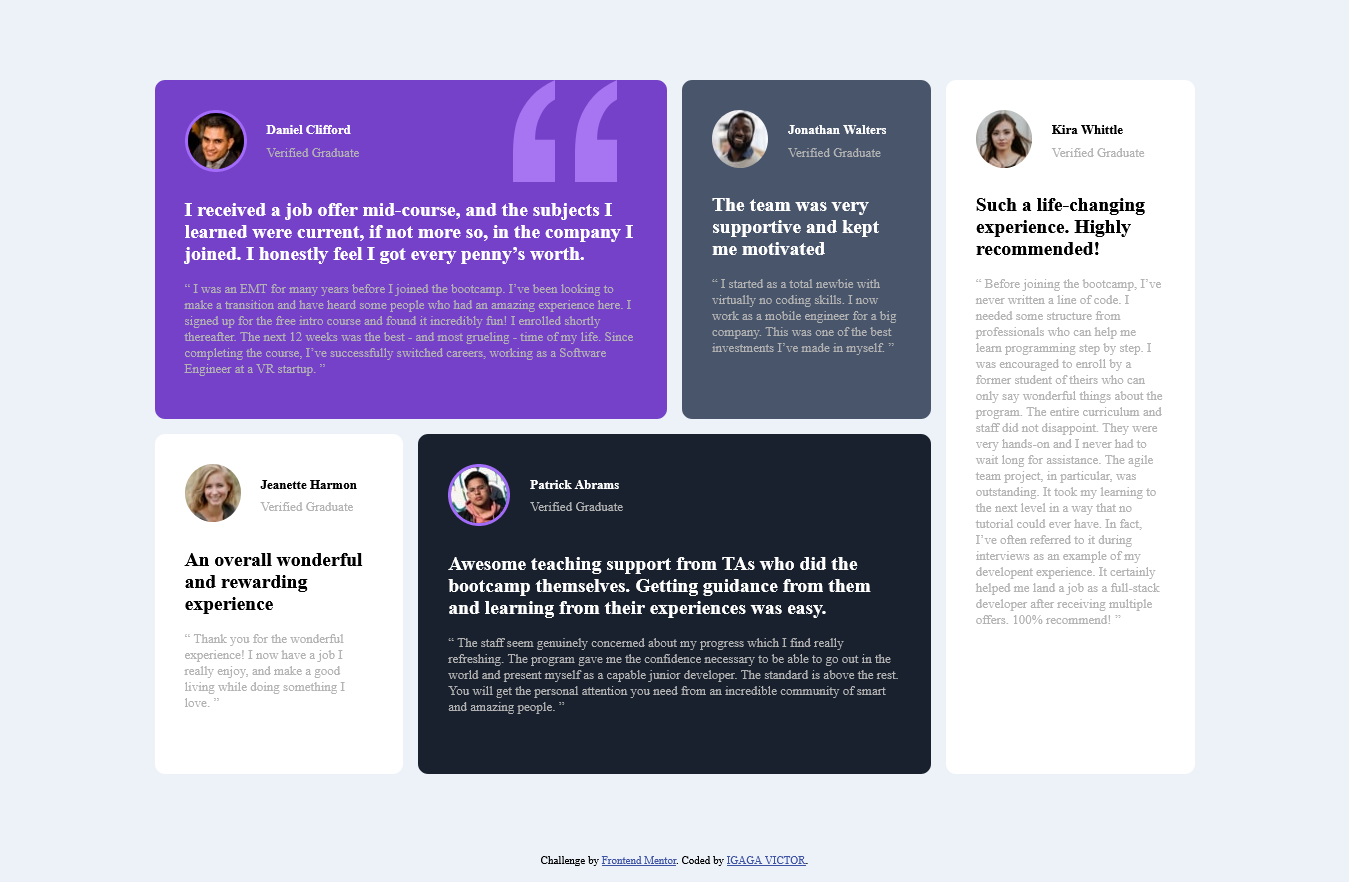 Daniel Clifford
Verified Graduate
I received a job offer mid-course, and the subjects I
learned were current, if not more so, in the company I
joined. I honestly feel I got every penny’s worth.
“ I was an EMT for many years before I joined the bootcamp. I’ve been looking to
make a transition and have heard some people who had an amazing experience here. I
signed up for the free intro course and found it incredibly fun! I enrolled shortly
thereafter. The next 12 weeks was the best - and most grueling - time of my life. Since
completing the course, I’ve successfully switched careers, working as a Software
Engineer at a VR startup. ”
Jonathan Walters
Verified Graduate
The team was very
supportive and kept
me motivated
“ I started as a total newbie with
virtually no coding skills. I now
work as a mobile engineer for a big
company. This was one of the best
investments I’ve made in myself. ”
Kira Whittle
Verified Graduate
Such a life-changing
experience. Highly
recommended!
“ Before joining the bootcamp, I’ve
never written a line of code. I
needed some structure from
professionals who can help me
learn programming step by step. I
was encouraged to enroll by a
former student of theirs who can
only say wonderful things about the
program. The entire curriculum and
staff did not disappoint. They were
very hands-on and I never had to
wait long for assistance. The agile
team project, in particular, was
outstanding. It took my learning to
the next level in a way that no
tutorial could ever have. In fact,
I’ve often referred to it during
interviews as an example of my
developent experience. It certainly
helped me land a job as a full-stack
developer after receiving multiple
offers. 100% recommend! ”
Jeanette Harmon
Verified Graduate
An overall wonderful
and rewarding
experience
“ Thank you for the wonderful
experience! I now have a job I
really enjoy, and make a good
living while doing something I
love. ”
Patrick Abrams
Verified Graduate
Awesome teaching support from TAs who did the
bootcamp themselves. Getting guidance from them
and learning from their experiences was easy.
“ The staff seem genuinely concerned about my progress which I find really
refreshing. The program gave me the confidence necessary to be able to go out in the
world and present myself as a capable junior developer. The standard is above the rest.
You will get the personal attention you need from an incredible community of smart
and amazing people. ”
Challenge by Frontend Mentor. Coded by IGAGA VICTOR.